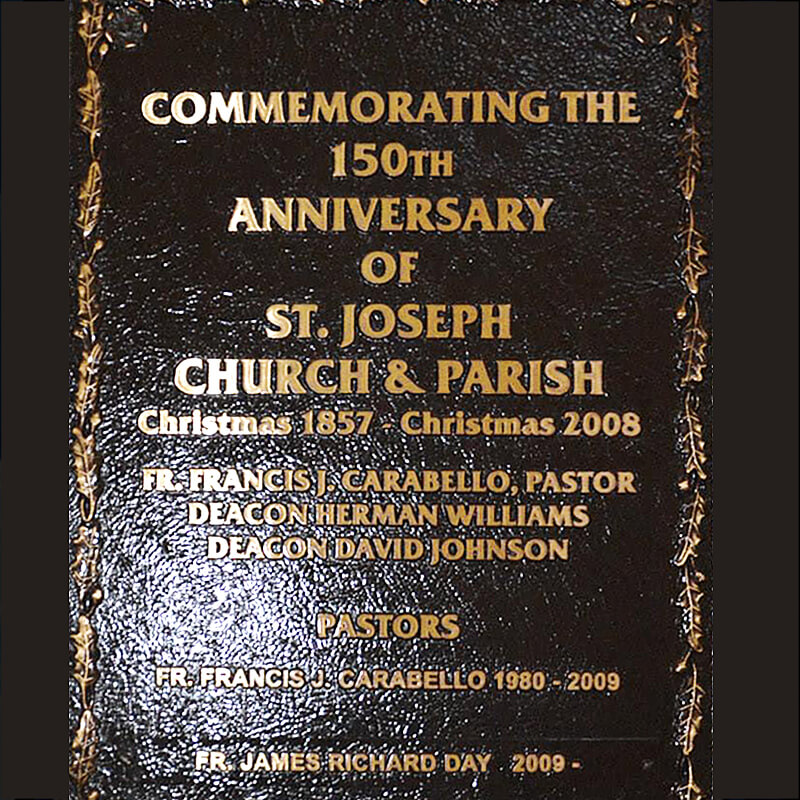 COMMEMORATING THE
150TH
ANNIVERSARY
OF
ST. JOSEPH
CHURCH & PARISH
Christmas 1857 - Christmas 2008
FR. FRANCIS J. CARABELLO, PASTOR
DEACON HERMAN WILLIAMS
DEACON DAVID JOHNSON
PASTORS
FR. FRANCIS J. CARABELLO 1980 - 2009
FR. JAMES RICHARD DAY 2009 -